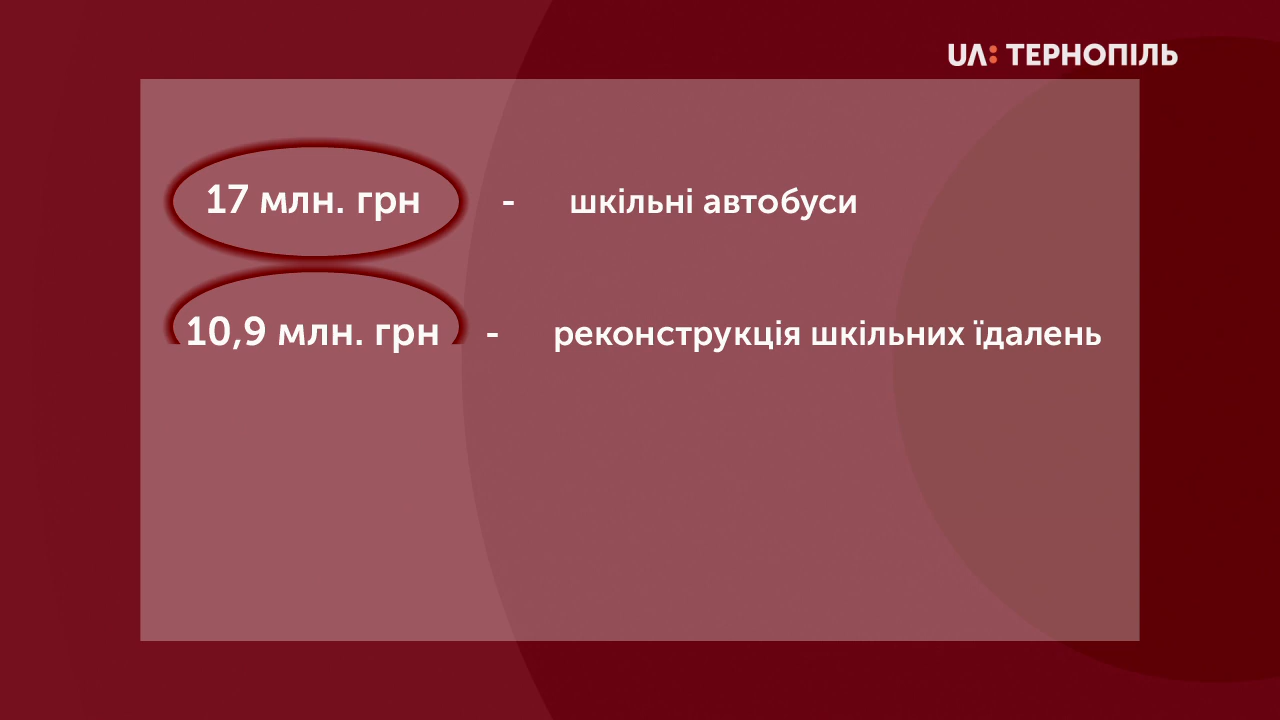 UA: ТЕРНОПІЛЬ
17 млн. грн - шкільні автобуси
10,9 млн. грн - реконструкція шкільних їдалень